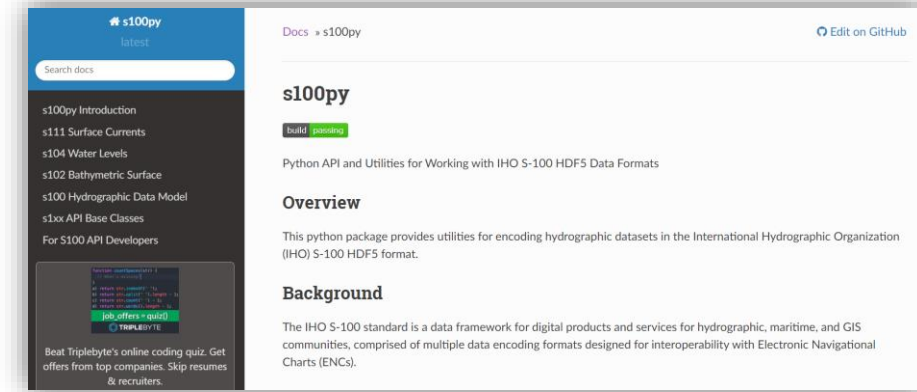 s100py
latest
Search docs
s100py Introduction
s111 Surface Currents
s104 Water Levels
s102 Bathymetric Surface
s100 Hydrographic Data Model
s1xx API Base Classes
For S100 API Developers
job_offers = quiz()
TRIPLEBYTE
Beat Triplebyte's online coding quiz. Get
offers from top companies. Skip resumes
& recruiters.
Docs » s100py
Edit on GitHub
s100py
build passing
Python API and Utilities for Working with IHO S-100 HDF5 Data Formats
Overview
This python package provides utilities for encoding hydrographic datasets in the International Hydrographic Organization
(IHO) S-100 HDF5 format.
Background
The IHO S-100 standard is a data framework for digital products and services for hydrographic, maritime, and GIS
communities, comprised of multiple data encoding formats designed for interoperability with Electronic Navigational
Charts (ENCs).